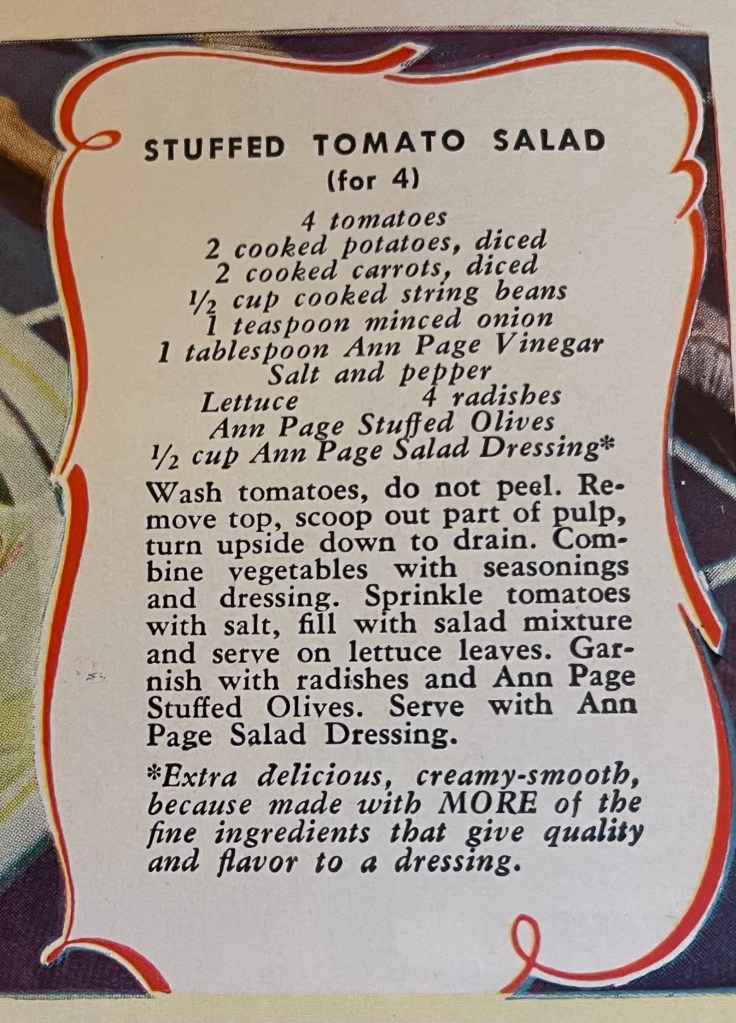 STUFFED TOMATO SALAD
(for 4)
4 tomatoes
2 cooked potatoes, diced
2 cooked carrots, diced
½ cup cooked string beans
1 teaspoon minced onion
1 tablespoon Ann Page Vinegar
Salt and pepper
Lettuce 4 radishes
Ann Page Stuffed Olives
½ cup Ann Page Salad Dressing*
Wash tomatoes, do not peel. Re-
move top, scoop out part of pulp,
turn upside down to drain. Com-
bine vegetables with seasonings
and dressing. Sprinkle tomatoes
with salt, fill with salad mixture
and serve on lettuce leaves. Gar-
nish with radishes and Ann Page
Stuffed Olives. Serve with Ann
Page Salad Dressing.
*Extra delicious, creamy-smooth,
because made with MORE of the
fine ingredients that give quality
and flavor to a dressing.